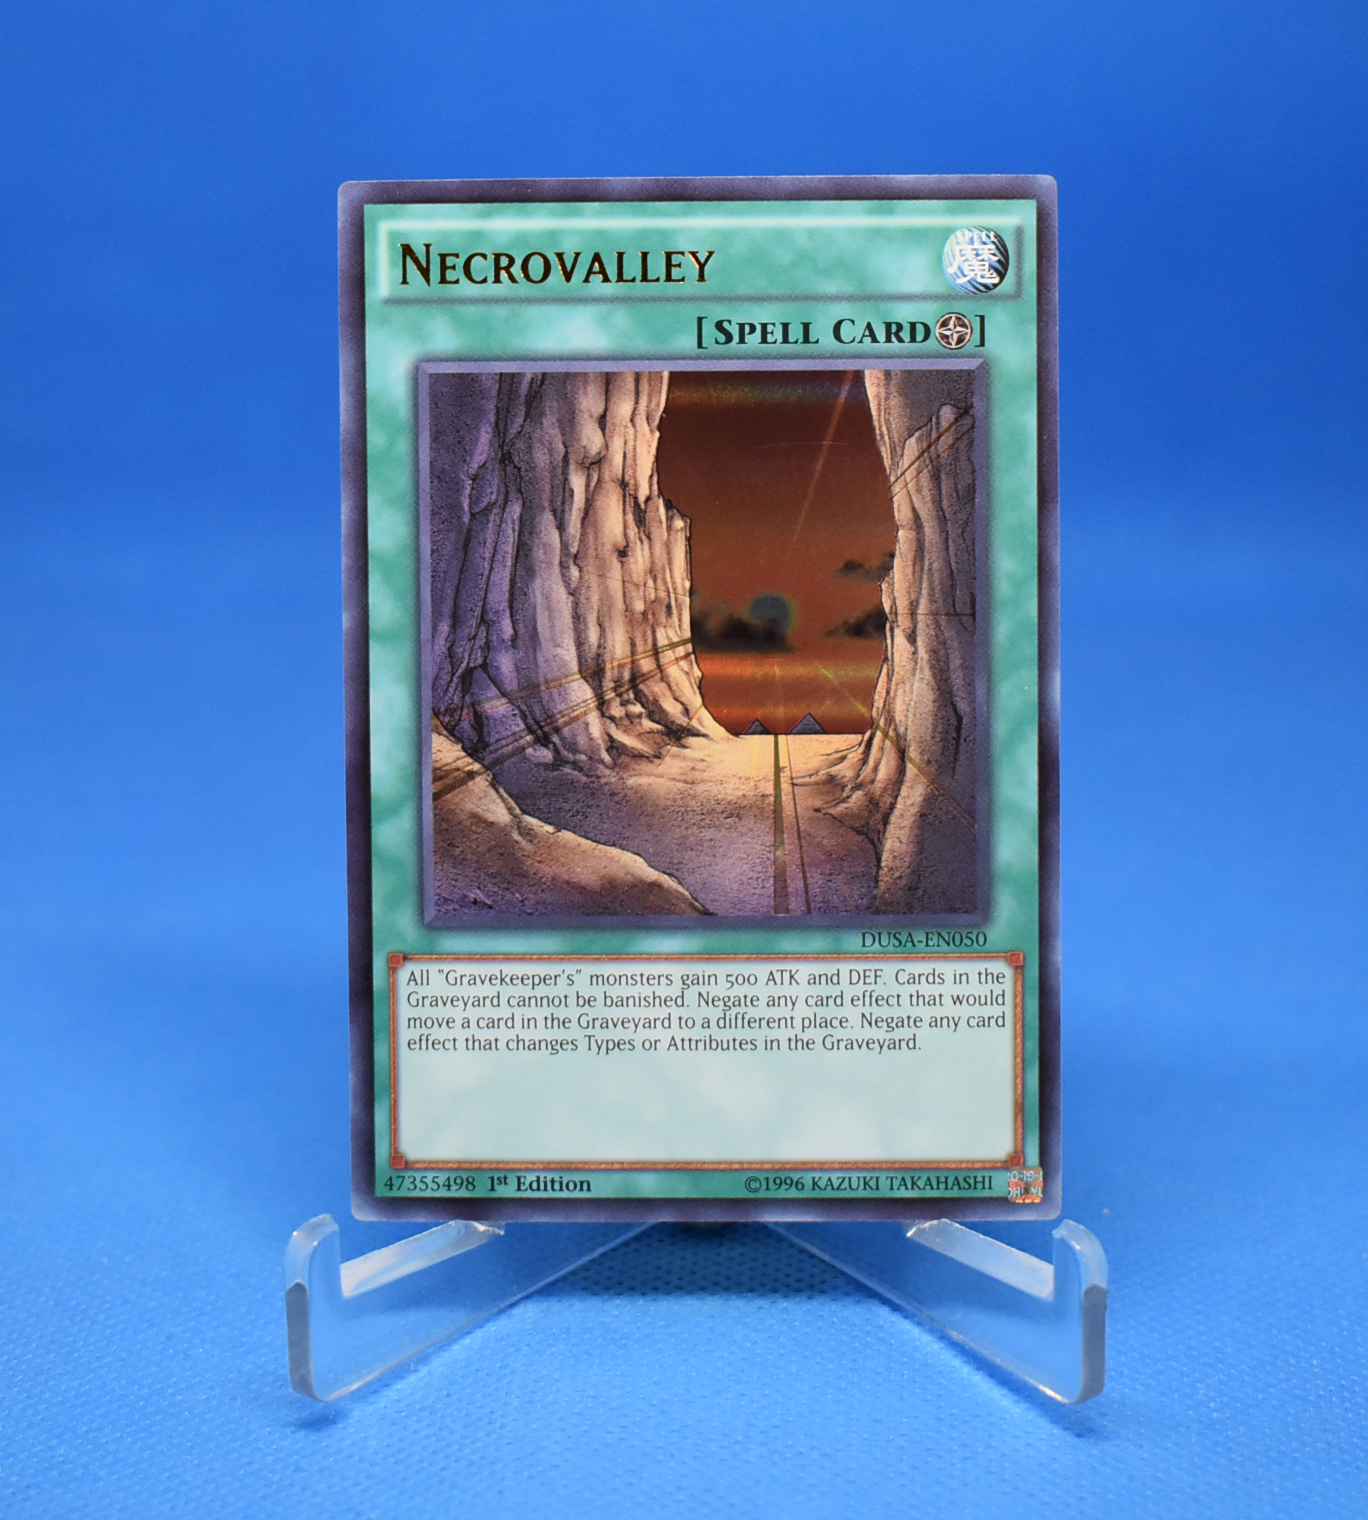 NECROVALLEY
SPELL
魔
[SPELL CARD]
DUSA-EN050
All "Gravekeeper's" monsters gain 500 ATK and DEF. Cards in the
Graveyard cannot be banished. Negate any card effect that would
move a card in the Graveyard to a different place. Negate any card
effect that changes Types or Attributes in the Graveyard.
47355498 1st Edition
©1996 KAZUKI TAKAHASHI